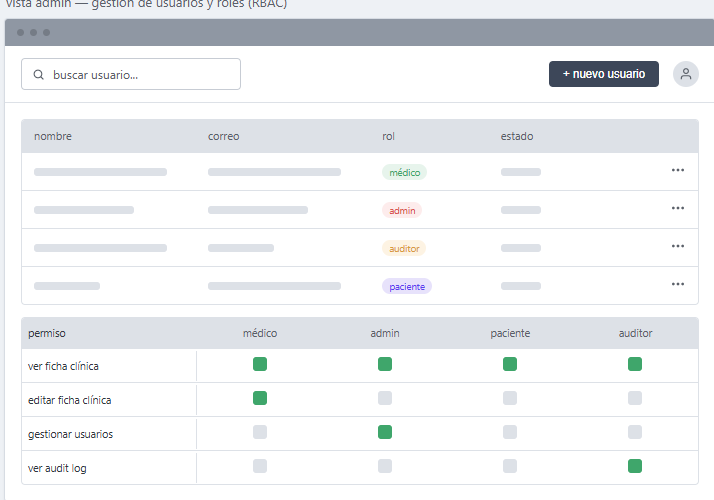 vista admin — gestión de usuarios y roles (RBAC)
buscar usuario...
+ nuevo usuario
nombre correo rol estado
médico
admin
auditor
paciente
permiso médico admin paciente auditor
ver ficha clínica
editar ficha clínica
gestionar usuarios
ver audit log